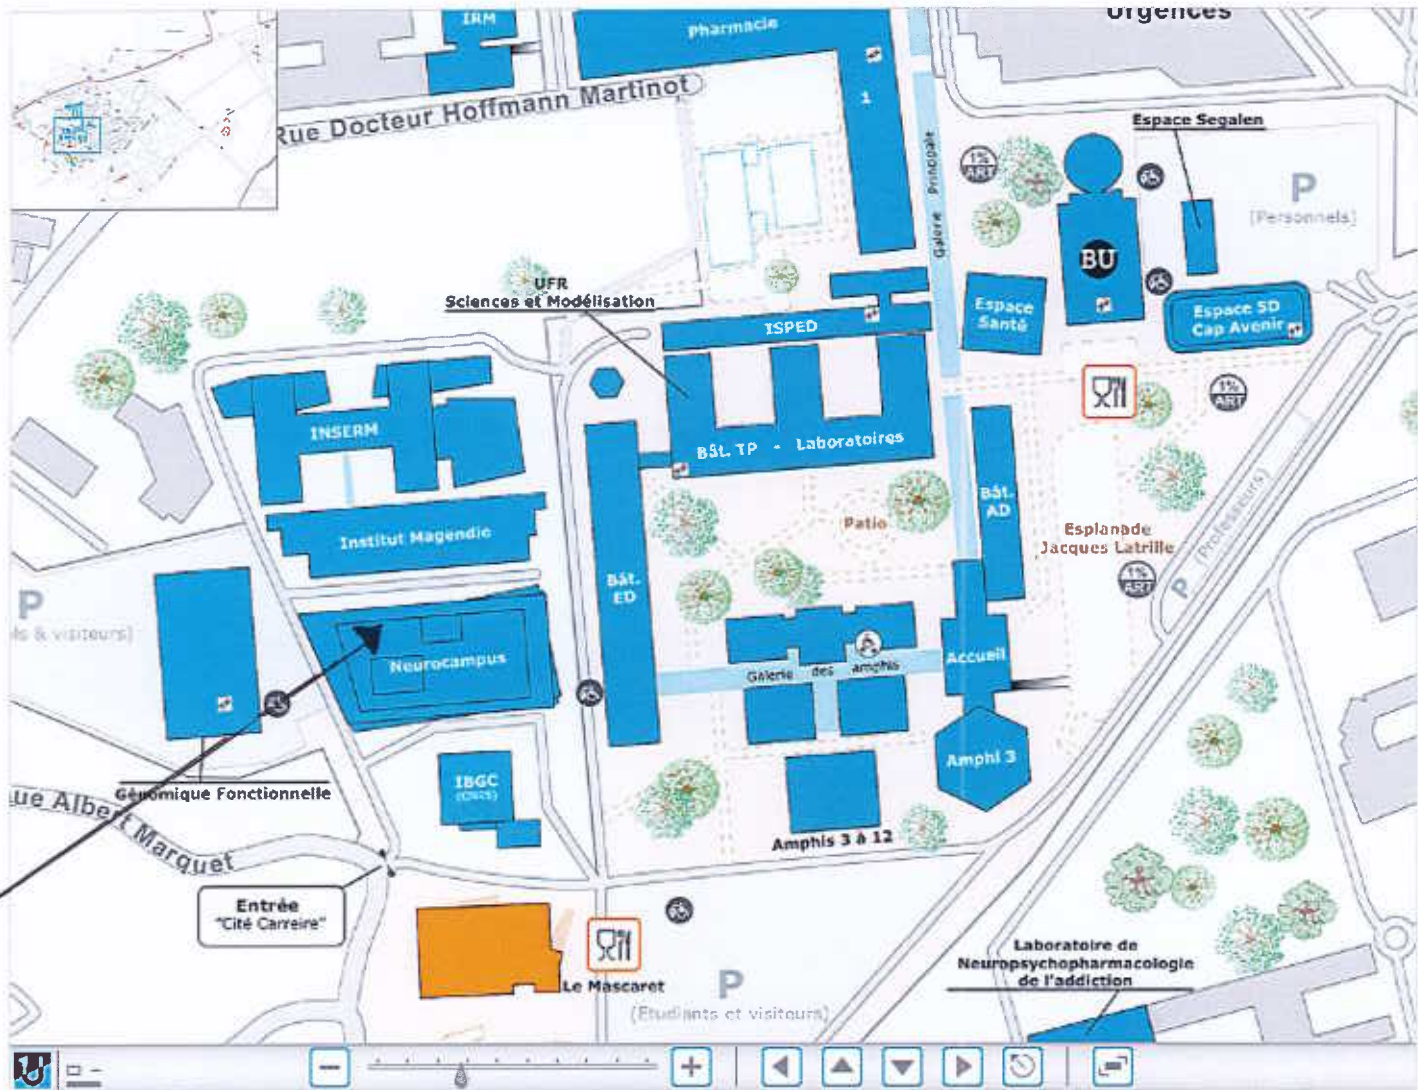 IRM
Pharmacie
Urgences
1
Rue Docteur Hoffmann Martinot
Espace Segalen
Galerie Principale
1%
ART
P
(Personnels)
BU
UFR
Sciences et Modélisation
ISPED
Espace
Santé
Espace SD
Cap Avenir
1%
ART
INSERM
Bât. TP - Laboratoires
Bât.
AD
Patio
Esplanade
Jacques Latrille
P (Professeurs)
1%
ART
Institut Magendie
Bât.
ED
P
ls & visiteurs)
Neurocampus
Accueil
Galerie des amphis
Amphi 3
IBGC
(CNRS)
Génomique Fonctionnelle
ue Albert Marquet
Amphis 3 à 12
Entrée
"Cité Carreire"
Le Mascaret
P
(Etudiants et visiteurs)
Laboratoire de
Neuropsychopharmacologie
de l'addiction